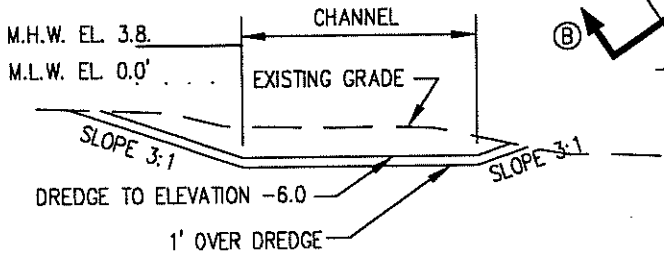 CHANNEL
M.H.W. EL. 3.8.
M.L.W. EL. 0.0'
EXISTING GRADE
B
SLOPE 3:1
SLOPE 3:1
DREDGE TO ELEVATION -6.0
1' OVER DREDGE